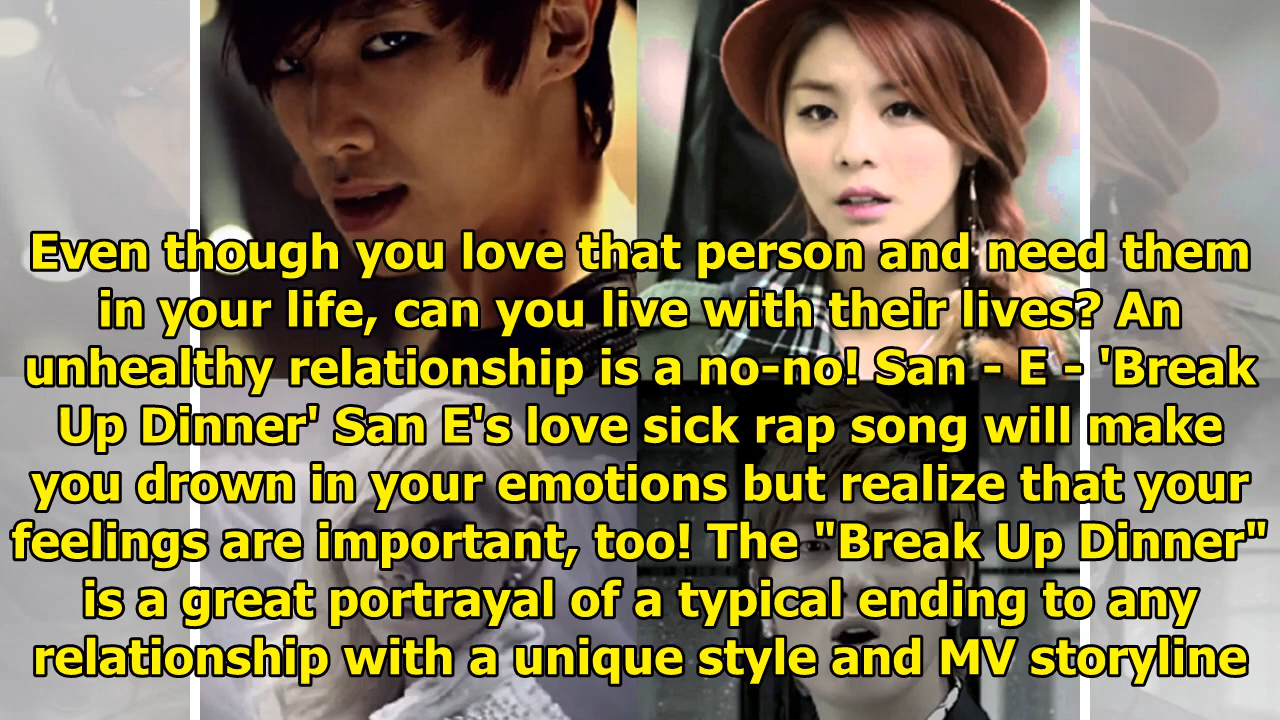 Even though you love that person and need them
in your life, can you live with their lives? An
unhealthy relationship is a no-no! San - E - 'Break
Up Dinner' San E's love sick rap song will make
you drown in your emotions but realize that your
feelings are important, too! The "Break Up Dinner"
is a great portrayal of a typical ending to any
relationship with a unique style and MV storyline